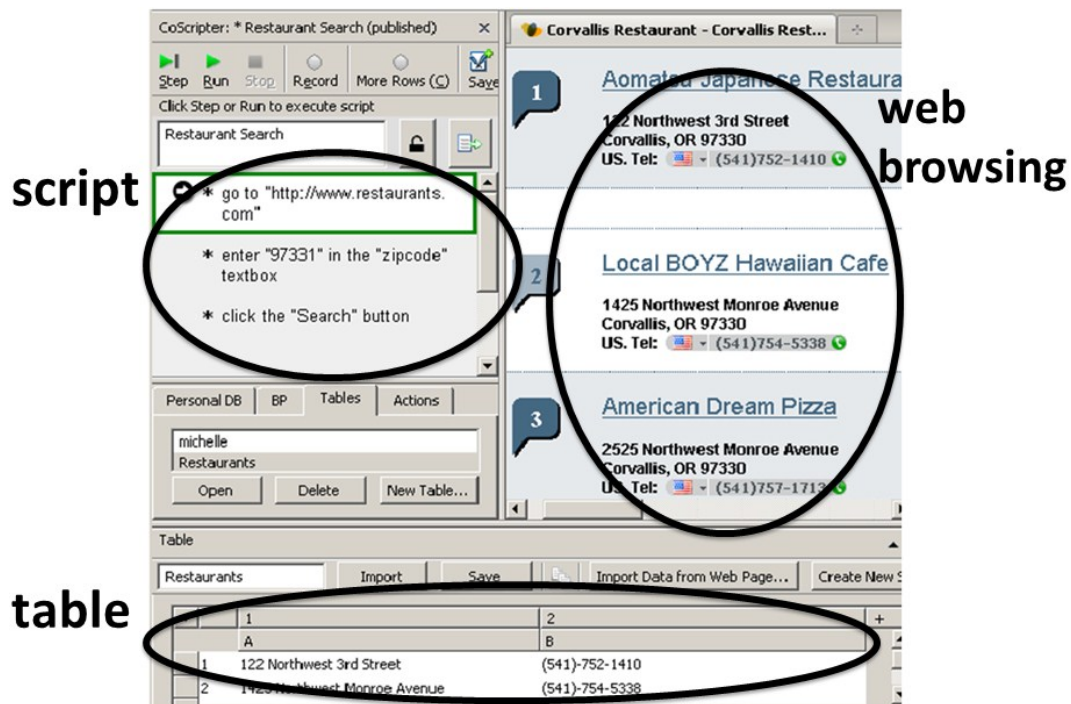 CoScripter: * Restaurant Search (published)
Step Run Stop Record More Rows (C) Save
Click Step or Run to execute script
Restaurant Search
script
* go to "http://www.restaurants.
com"
* enter "97331" in the "zipcode"
textbox
* click the "Search" button
Personal DB BP Tables Actions
michelle
Restaurants
Open Delete New Table...
Corvallis Restaurant - Corvallis Rest...
web
browsing
1
Aomatsu Japanese Restaura
122 Northwest 3rd Street
Corvallis, OR 97330
US. Tel: (541)752-1410
2
Local BOYZ Hawaiian Cafe
1425 Northwest Monroe Avenue
Corvallis, OR 97330
US. Tel: (541)754-5338
3
American Dream Pizza
2525 Northwest Monroe Avenue
Corvallis, OR 97330
US. Tel: (541)757-1713
Table
Restaurants Import Save Import Data from Web Page... Create New S
table
1 2 +
A B
1 122 Northwest 3rd Street (541)-752-1410
2 1425 Northwest Monroe Avenue (541)-754-5338